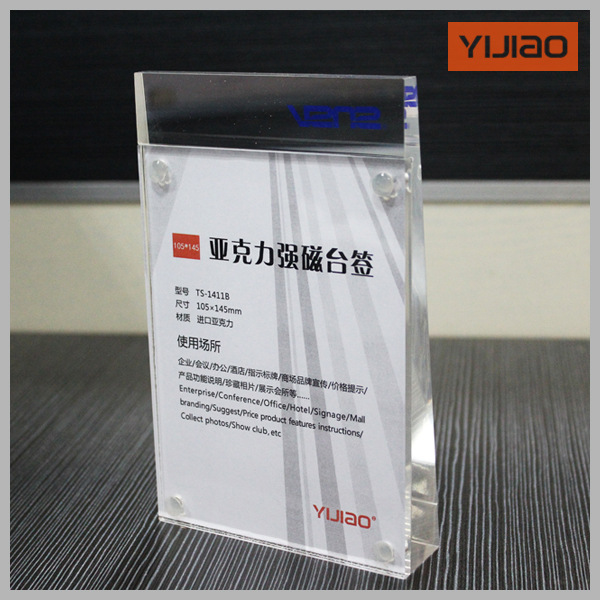 YIJIAO
105*145 亚克力强磁台签
型号 TS-1411B
尺寸 105×145mm
材质 进口亚克力
使用场所
企业/会议/办公/酒店/指示标牌/商场品牌宣传/价格提示/
产品功能说明/珍藏相片/展示会所等......
Enterprise/Conference/Office/Hotel/Signage/Mall
branding/Suggest/Price product features instructions/
Collect photos/Show club, etc
YIJIAO®